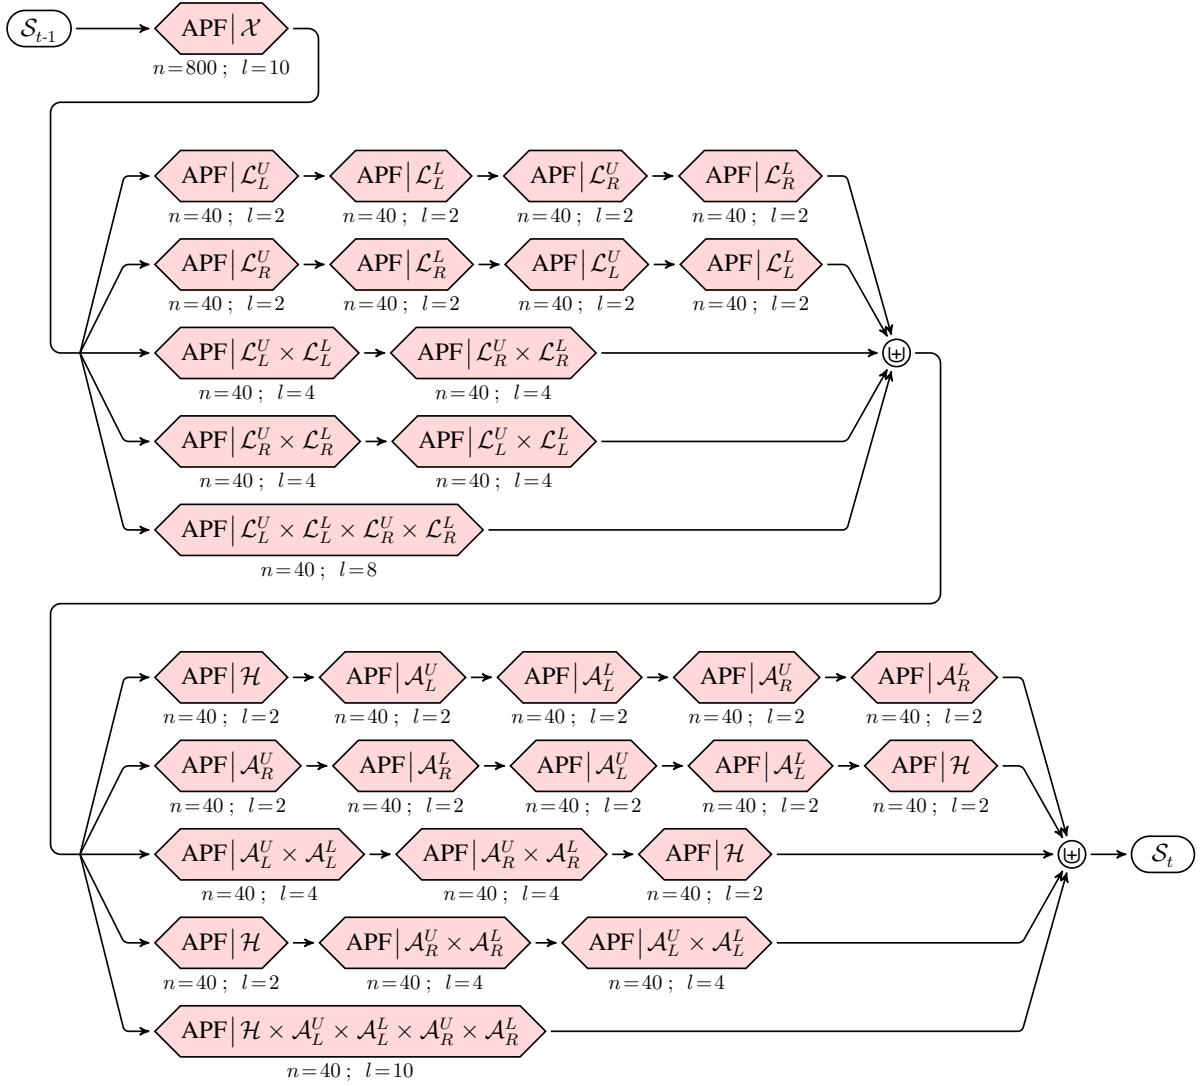 𝒮_{t-1} APF | 𝒳
n=800 ; l=10
APF | ℒ_L^U APF | ℒ_L^L APF | ℒ_R^U APF | ℒ_R^L
n=40 ; l=2 n=40 ; l=2 n=40 ; l=2 n=40 ; l=2
APF | ℒ_R^U APF | ℒ_R^L APF | ℒ_L^U APF | ℒ_L^L
n=40 ; l=2 n=40 ; l=2 n=40 ; l=2 n=40 ; l=2
APF | ℒ_L^U × ℒ_L^L APF | ℒ_R^U × ℒ_R^L ⊎
n=40 ; l=4 n=40 ; l=4
APF | ℒ_R^U × ℒ_R^L APF | ℒ_L^U × ℒ_L^L
n=40 ; l=4 n=40 ; l=4
APF | ℒ_L^U × ℒ_L^L × ℒ_R^U × ℒ_R^L
n=40 ; l=8
APF | ℋ APF | 𝒜_L^U APF | 𝒜_L^L APF | 𝒜_R^U APF | 𝒜_R^L
n=40 ; l=2 n=40 ; l=2 n=40 ; l=2 n=40 ; l=2 n=40 ; l=2
APF | 𝒜_R^U APF | 𝒜_R^L APF | 𝒜_L^U APF | 𝒜_L^L APF | ℋ
n=40 ; l=2 n=40 ; l=2 n=40 ; l=2 n=40 ; l=2 n=40 ; l=2
APF | 𝒜_L^U × 𝒜_L^L APF | 𝒜_R^U × 𝒜_R^L APF | ℋ ⊎ 𝒮_t
n=40 ; l=4 n=40 ; l=4 n=40 ; l=2
APF | ℋ APF | 𝒜_R^U × 𝒜_R^L APF | 𝒜_L^U × 𝒜_L^L
n=40 ; l=2 n=40 ; l=4 n=40 ; l=4
APF | ℋ × 𝒜_L^U × 𝒜_L^L × 𝒜_R^U × 𝒜_R^L
n=40 ; l=10